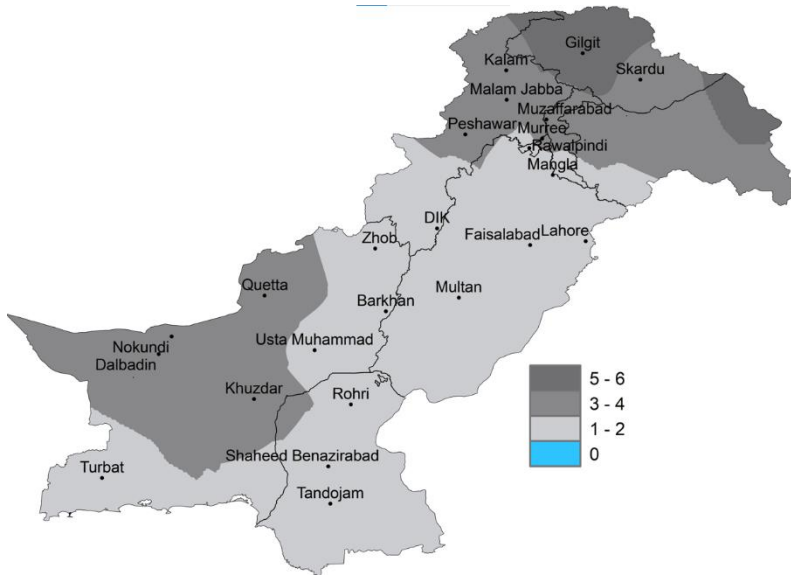 Gilgit
Kalam
Skardu
Malam Jabba
Muzaffarabad
Peshawar
Murree
Rawalpindi
Mangla
DIK
Zhob
Faisalabad
Lahore
Quetta
Multan
Barkhan
Nokundi
Usta Muhammad
Dalbadin
Khuzdar
Rohri
Shaheed Benazirabad
Turbat
Tandojam
5 - 6
3 - 4
1 - 2
0